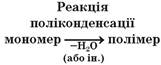 Реакція
поліконденсації
мономер –H₂O полімер
(або ін.)